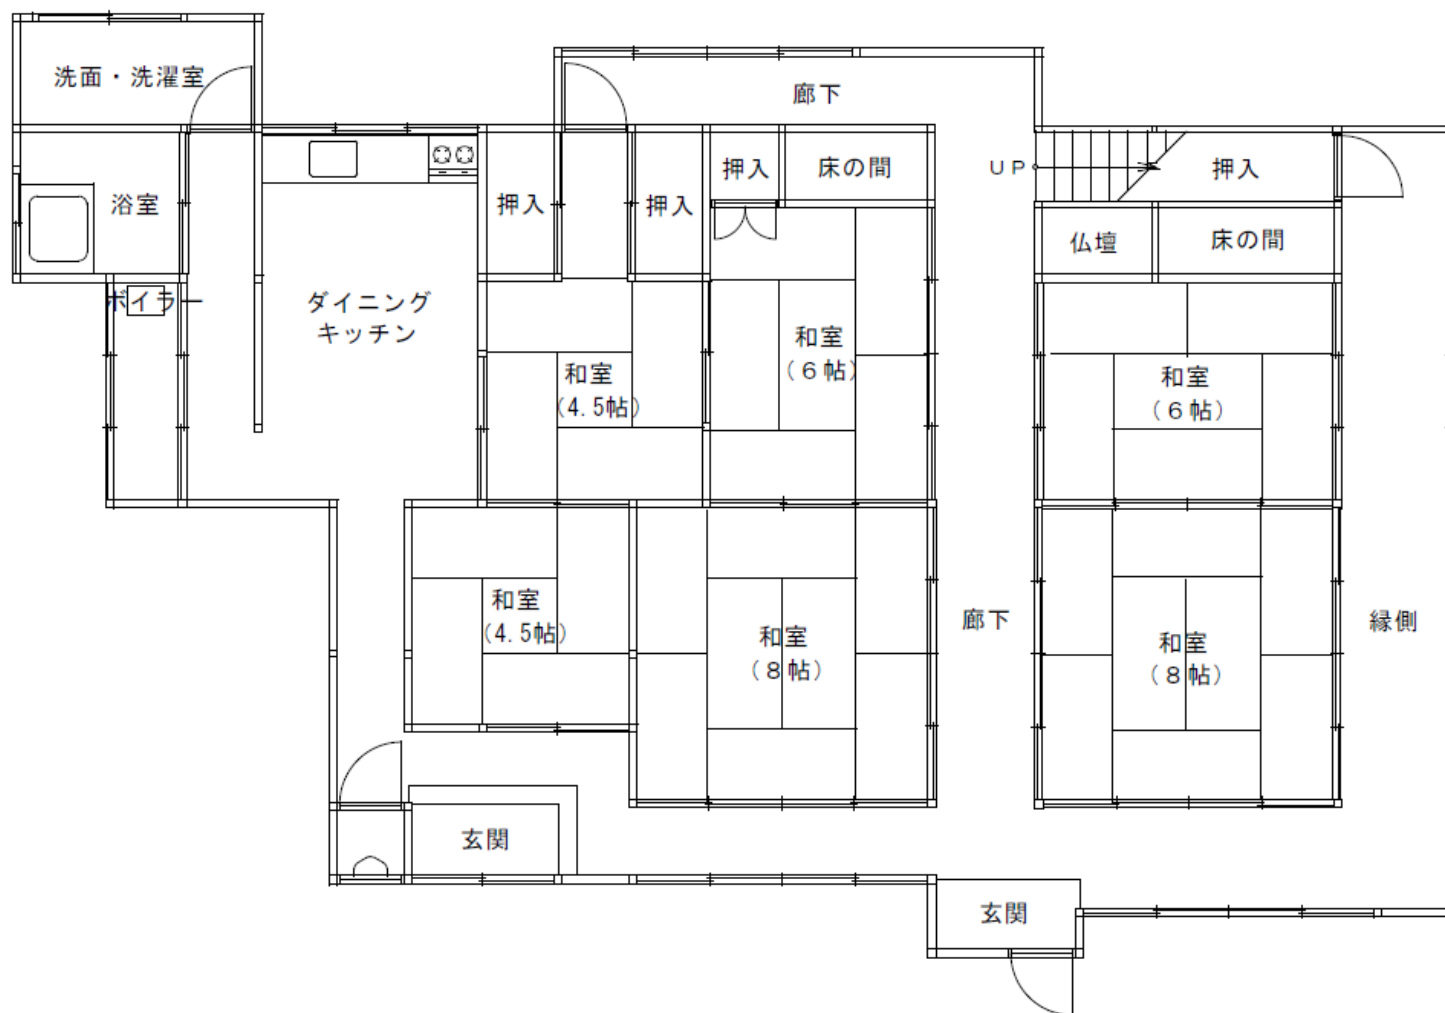 洗面・洗濯室
廊下
UP
押入
浴室
押入
押入
押入
床の間
仏壇
床の間
ボイラー
ダイニング
キッチン
和室
(4.5帖)
和室
(6帖)
和室
(6帖)
和室
(4.5帖)
和室
(8帖)
廊下
和室
(8帖)
縁側
玄関
玄関